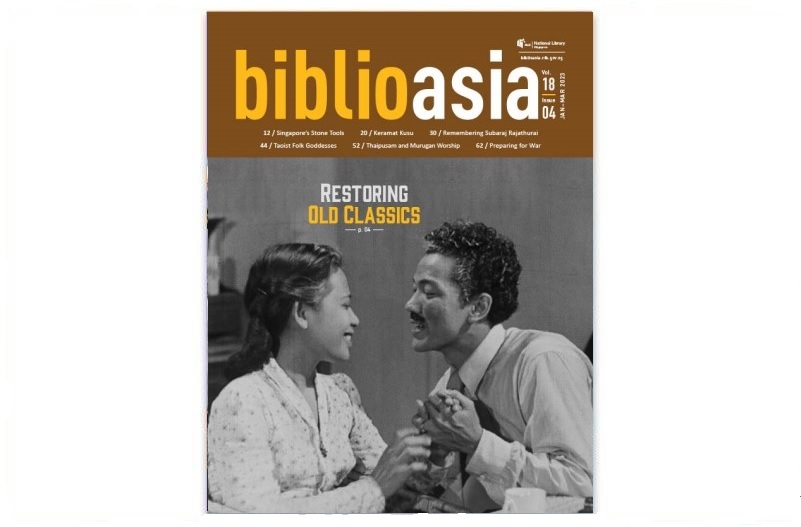 National Library
Singapore
biblioasia.nlb.gov.sg
biblioasia
Vol.
18
Issue
04
JAN–MAR 2023
12 / Singapore's Stone Tools 20 / Keramat Kusu 30 / Remembering Subaraj Rajathurai
44 / Taoist Folk Goddesses 52 / Thaipusam and Murugan Worship 62 / Preparing for War
RESTORING
OLD CLASSICS
— p. 04 —